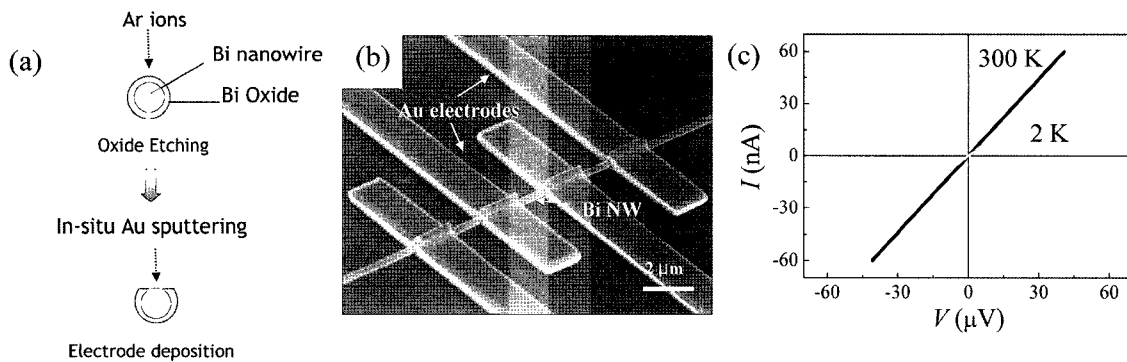 (a)
Ar ions
Bi nanowire
Bi Oxide
Oxide Etching
In-situ Au sputtering
Electrode deposition
(b)
Au electrodes
Bi NW
2 μm
(c)
60
30
0
-30
-60
I (nA)
300 K
2 K
-60
-30
0
30
60
V (μV)